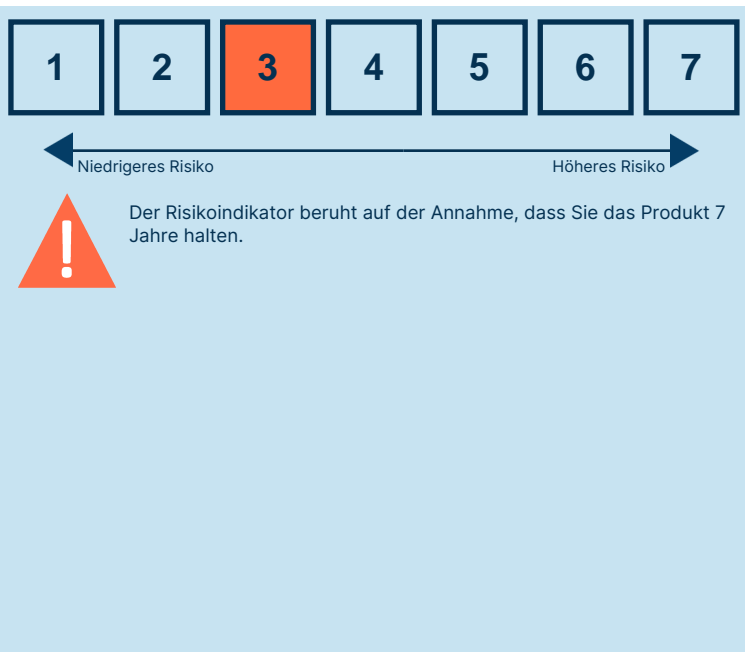 1 2 3 4 5 6 7
Niedrigeres Risiko Höheres Risiko
Der Risikoindikator beruht auf der Annahme, dass Sie das Produkt 7
Jahre halten.